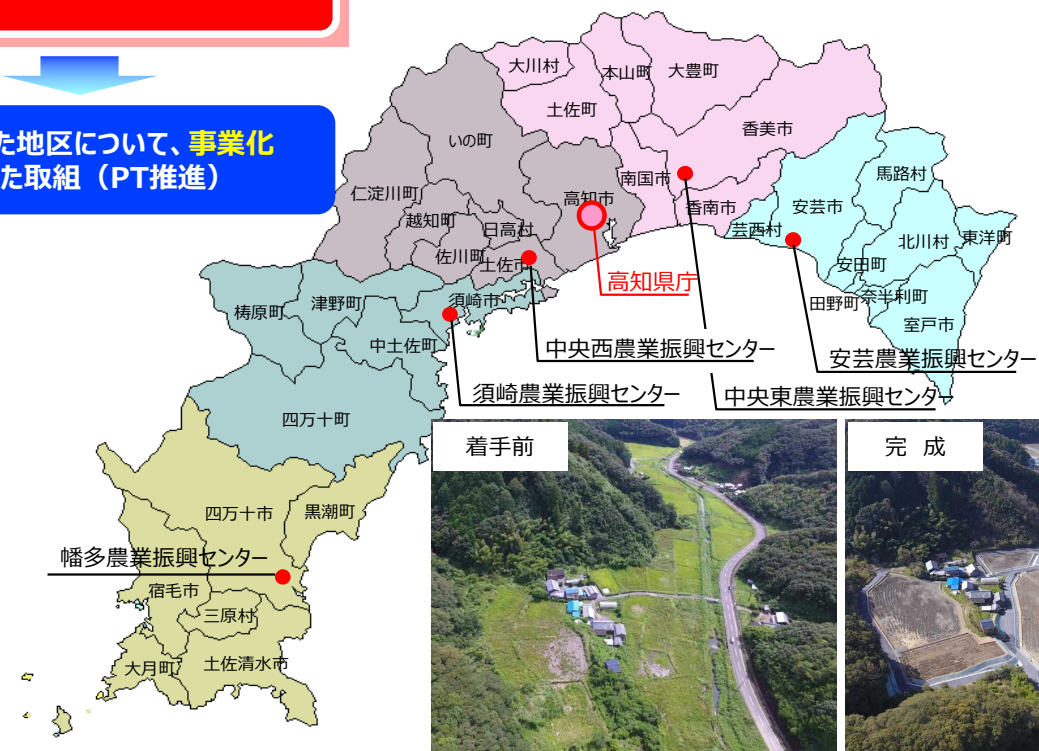 た地区について、事業化
た取組（PT推進）
大川村
本山町
大豊町
土佐町
香美市
いの町
南国市
高知市
仁淀川町
越知町
日高村
佐川町
土佐市
香南市
馬路村
安芸市
芸西村
北川村
東洋町
安田町
田野町
奈半利町
室戸市
高知県庁
梼原町
津野町
須崎市
中土佐町
中央西農業振興センター
安芸農業振興センター
須崎農業振興センター
中央東農業振興センター
四万十町
着手前
完 成
四万十市
黒潮町
幡多農業振興センター
宿毛市
三原村
大月町
土佐清水市